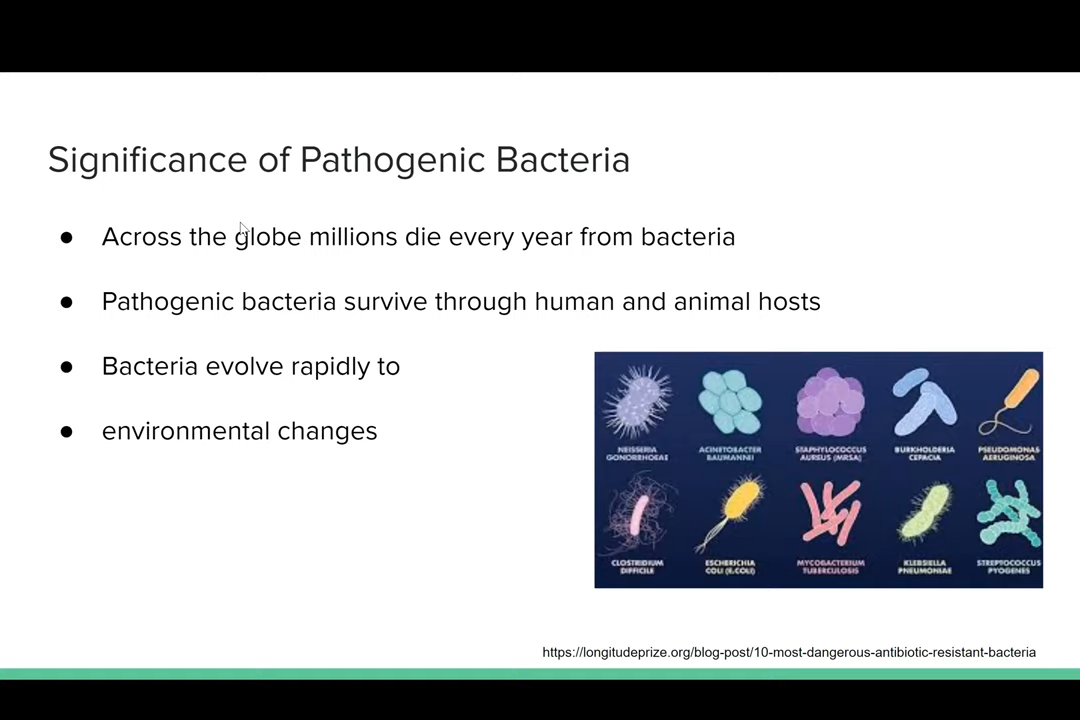 Significance of Pathogenic Bacteria
● Across the globe millions die every year from bacteria
● Pathogenic bacteria survive through human and animal hosts
● Bacteria evolve rapidly to
● environmental changes
NEISSERIA GONORRHOEAE
ACINETOBACTER BAUMANNII
STAPHYLOCOCCUS AUREUS (MRSA)
BURKHOLDERIA CEPACIA
PSEUDOMONAS AERUGINOSA
CLOSTRIDIUM DIFFICILE
ESCHERICHIA COLI (E.COLI)
MYCOBACTERIUM TUBERCULOSIS
KLEBSIELLA PNEUMONIAE
STREPTOCOCCUS PYOGENES
https://longitudeprize.org/blog-post/10-most-dangerous-antibiotic-resistant-bacteria